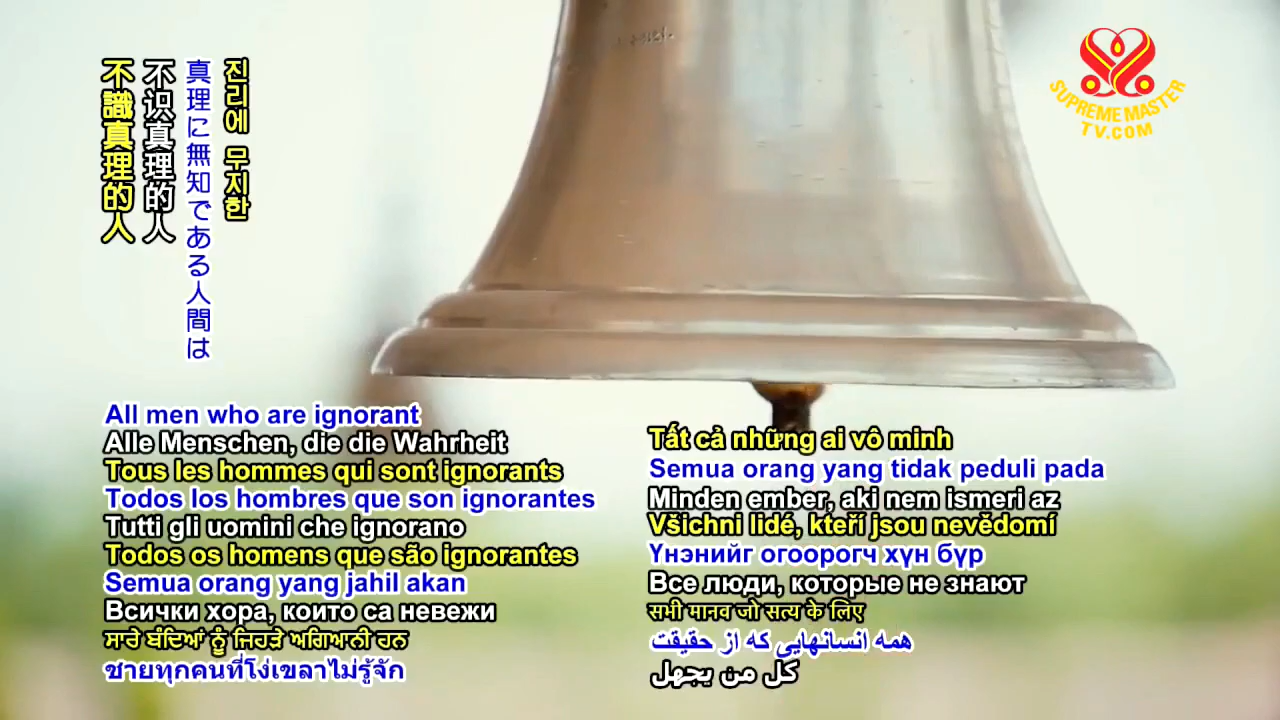 진리에 무지한
真理に無知である人間は
不识真理的人
不識真理的人
SUPREME MASTER
TV.COM
All men who are ignorant
Alle Menschen, die die Wahrheit
Tous les hommes qui sont ignorants
Todos los hombres que son ignorantes
Tutti gli uomini che ignorano
Todos os homens que são ignorantes
Semua orang yang jahil akan
Всички хора, които са невежи
ਸਾਰੇ ਬੰਦਿਆਂ ਨੂੰ ਜਿਹੜੇ ਅਗਿਆਨੀ ਹਨ
ชายทุกคนที่โง่เขลาไม่รู้จัก
Tất cả những ai vô minh
Semua orang yang tidak peduli pada
Minden ember, aki nem ismeri az
Všichni lidé, kteří jsou nevědomí
Үнэнийг огоорогч хүн бүр
Все люди, которые не знают
सभी मानव जो सत्य के लिए
همه انسانهایی که از حقیقت
كل من يجهل